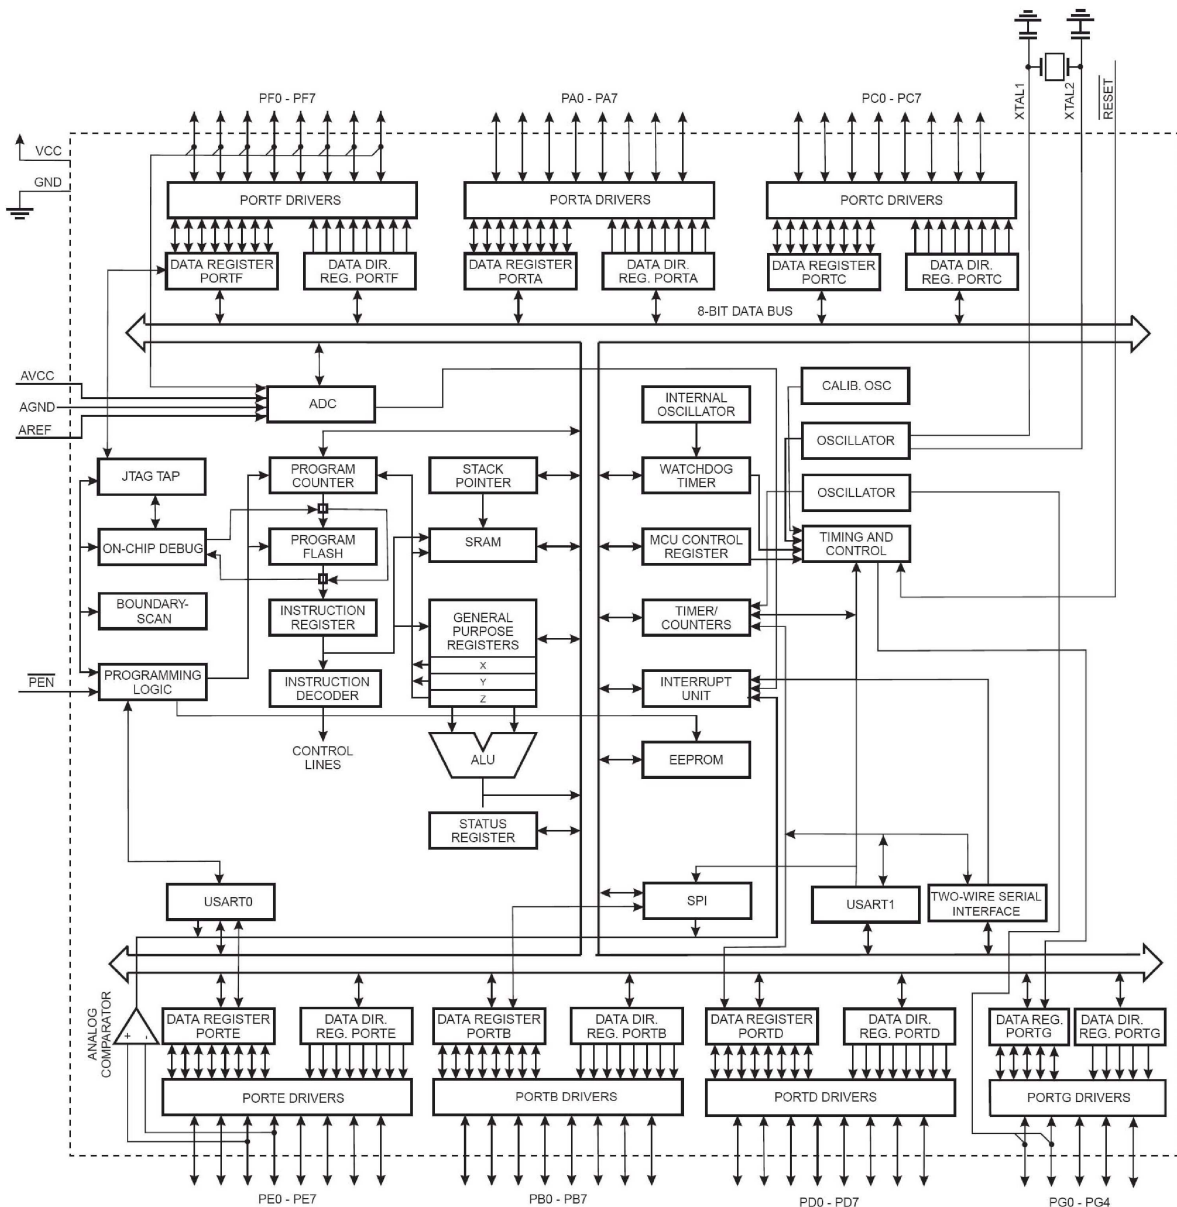 XTAL1
XTAL2
RESET
PF0 - PF7
PA0 - PA7
PC0 - PC7
VCC
GND
PORTF DRIVERS
PORTA DRIVERS
PORTC DRIVERS
DATA REGISTER
PORTF
DATA DIR.
REG. PORTF
DATA REGISTER
PORTA
DATA DIR.
REG. PORTA
DATA REGISTER
PORTC
DATA DIR.
REG. PORTC
8-BIT DATA BUS
AVCC
AGND
AREF
ADC
INTERNAL
OSCILLATOR
CALIB. OSC
OSCILLATOR
JTAG TAP
PROGRAM
COUNTER
STACK
POINTER
WATCHDOG
TIMER
OSCILLATOR
ON-CHIP DEBUG
PROGRAM
FLASH
SRAM
MCU CONTROL
REGISTER
TIMING AND
CONTROL
BOUNDARY-
SCAN
INSTRUCTION
REGISTER
GENERAL
PURPOSE
REGISTERS
X
Y
Z
TIMER/
COUNTERS
PEN
PROGRAMMING
LOGIC
INSTRUCTION
DECODER
INTERRUPT
UNIT
CONTROL
LINES
ALU
EEPROM
STATUS
REGISTER
USART0
SPI
USART1
TWO-WIRE SERIAL
INTERFACE
ANALOG
COMPARATOR
+
-
DATA REGISTER
PORTE
DATA DIR.
REG. PORTE
DATA REGISTER
PORTB
DATA DIR.
REG. PORTB
DATA REGISTER
PORTD
DATA DIR.
REG. PORTD
DATA REG.
PORTG
DATA DIR.
REG. PORTG
PORTE DRIVERS
PORTB DRIVERS
PORTD DRIVERS
PORTG DRIVERS
PE0 - PE7
PB0 - PB7
PD0 - PD7
PG0 - PG4